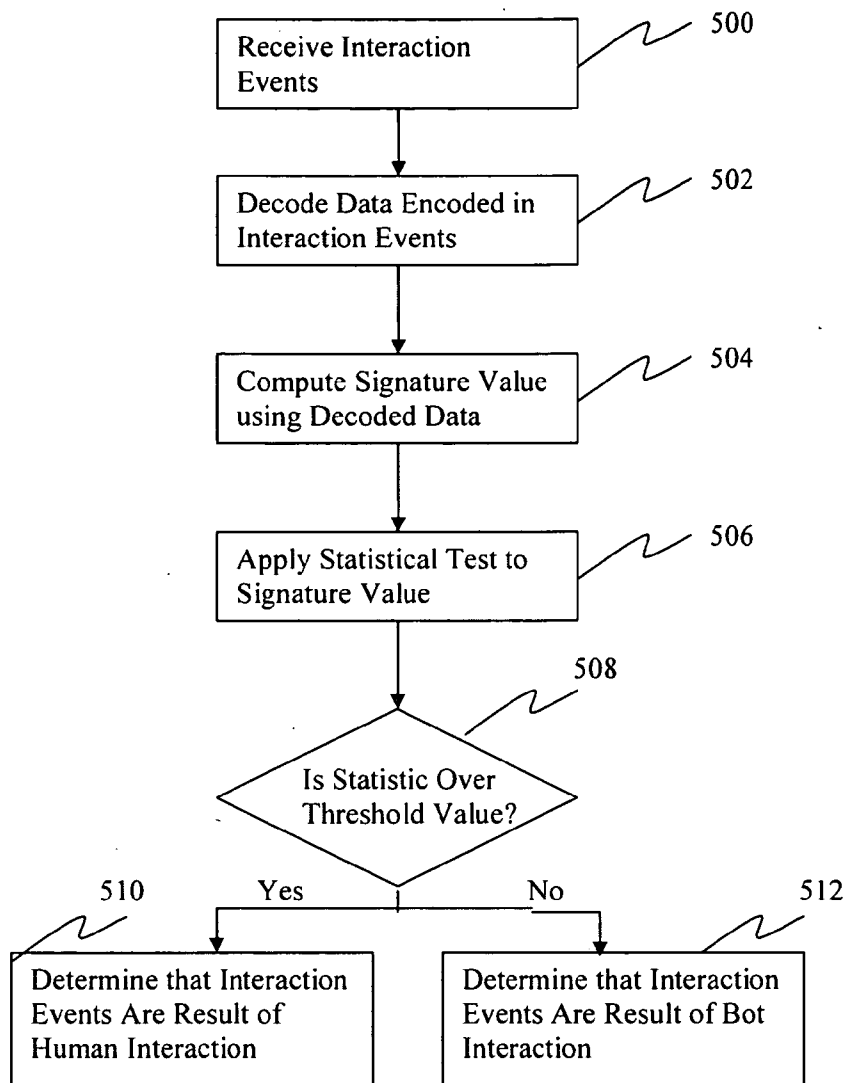 500
Receive Interaction
Events
502
Decode Data Encoded in
Interaction Events
504
Compute Signature Value
using Decoded Data
506
Apply Statistical Test to
Signature Value
508
Is Statistic Over
Threshold Value?
Yes
No
510
512
Determine that Interaction
Events Are Result of
Human Interaction
Determine that Interaction
Events Are Result of Bot
Interaction